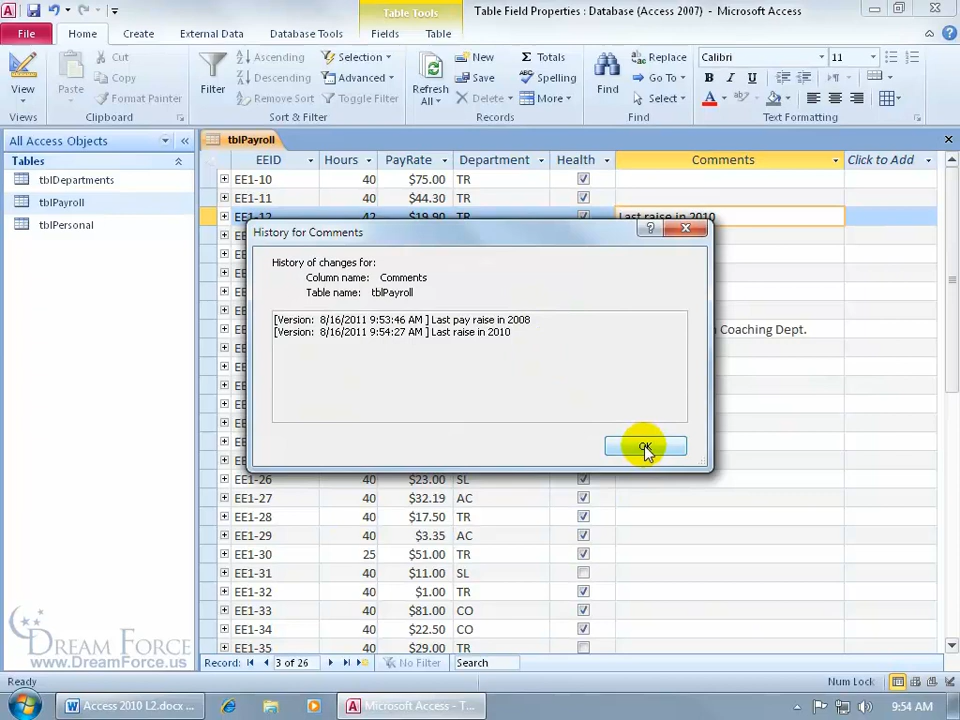 Table Tools
Table Field Properties : Database (Access 2007) - Microsoft Access
File Home Create External Data Database Tools Fields Table
View
Views
Paste
Cut
Copy
Format Painter
Clipboard
Filter
Ascending
Descending
Remove Sort
Selection
Advanced
Toggle Filter
Sort & Filter
Refresh
All
New
Save
Delete
Totals
Spelling
More
Records
Find
Replace
Go To
Select
Find
Calibri 11
B I U
Text Formatting
All Access Objects
Tables
tblDepartments
tblPayroll
tblPersonal
tblPayroll
EEID Hours PayRate Department Health Comments Click to Add
EE1-10 40 $75.00 TR
EE1-11 40 $44.30 TR
EE1-12 42 $19.90 TR Last raise in 2010
History for Comments
History of changes for:
Column name: Comments
Table name: tblPayroll
[Version: 8/16/2011 9:53:46 AM ] Last pay raise in 2008
[Version: 8/16/2011 9:54:27 AM ] Last raise in 2010
OK
Coaching Dept.
EE1-26 40 $23.00 SL
EE1-27 40 $32.19 AC
EE1-28 40 $17.50 TR
EE1-29 40 $3.35 AC
EE1-30 25 $51.00 TR
EE1-31 40 $11.00 SL
EE1-32 40 $1.00 TR
EE1-33 40 $81.00 CO
EE1-34 40 $22.50 CO
EE1-35 40 $29.00 TR
DREAM FORCE
www.DreamForce.us
Record: 3 of 26 No Filter Search
Ready
Num Lock
Access 2010 L2.docx ...
Microsoft Access - T...
9:54 AM